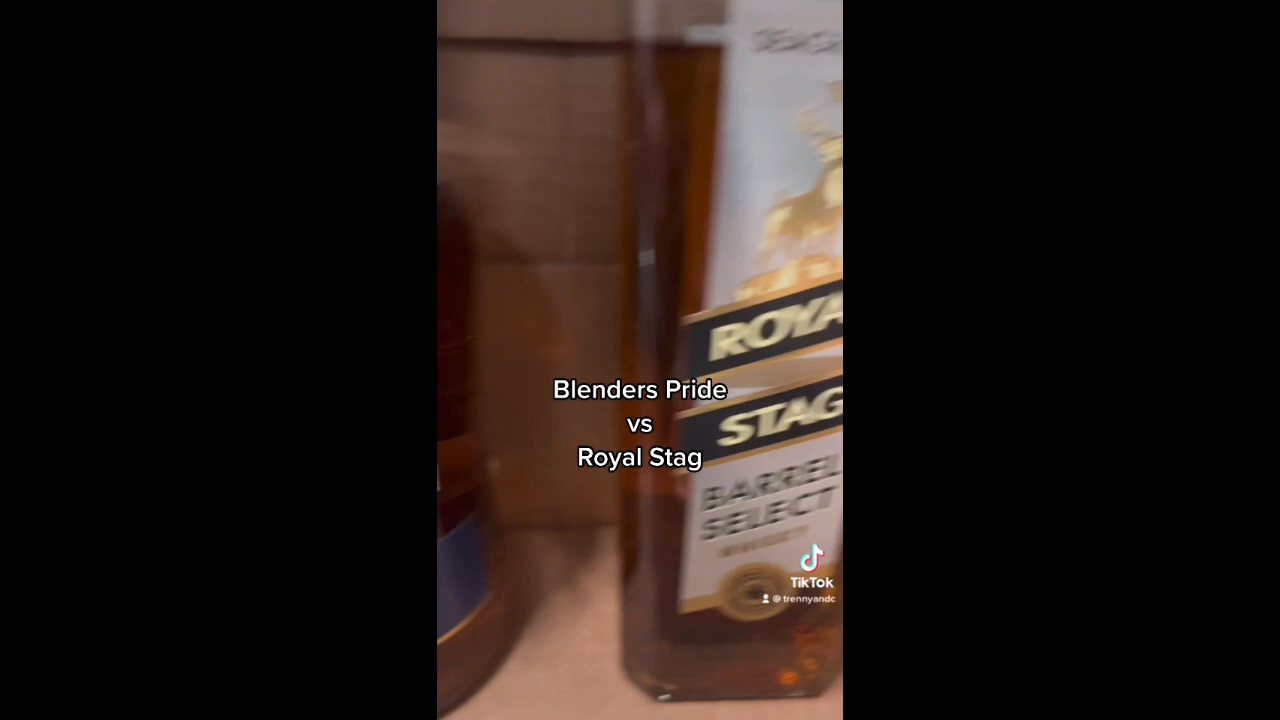 ROYA
Blenders Pride
vs
Royal Stag
STAG
BARREL
SELECT
TikTok
@trennyandc